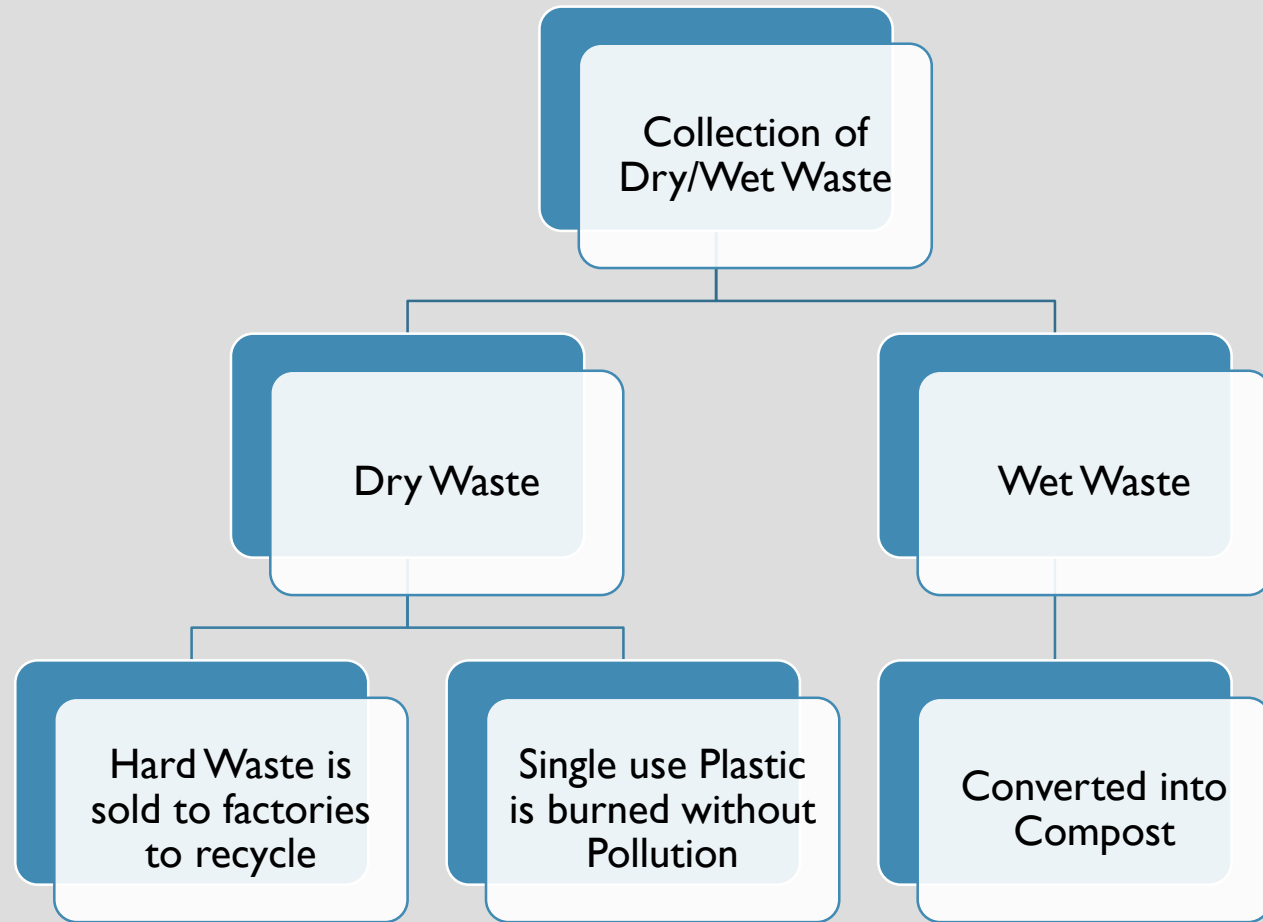 Collection of
Dry/Wet Waste
Dry Waste
Wet Waste
Hard Waste is
sold to factories
to recycle
Single use Plastic
is burned without
Pollution
Converted into
Compost